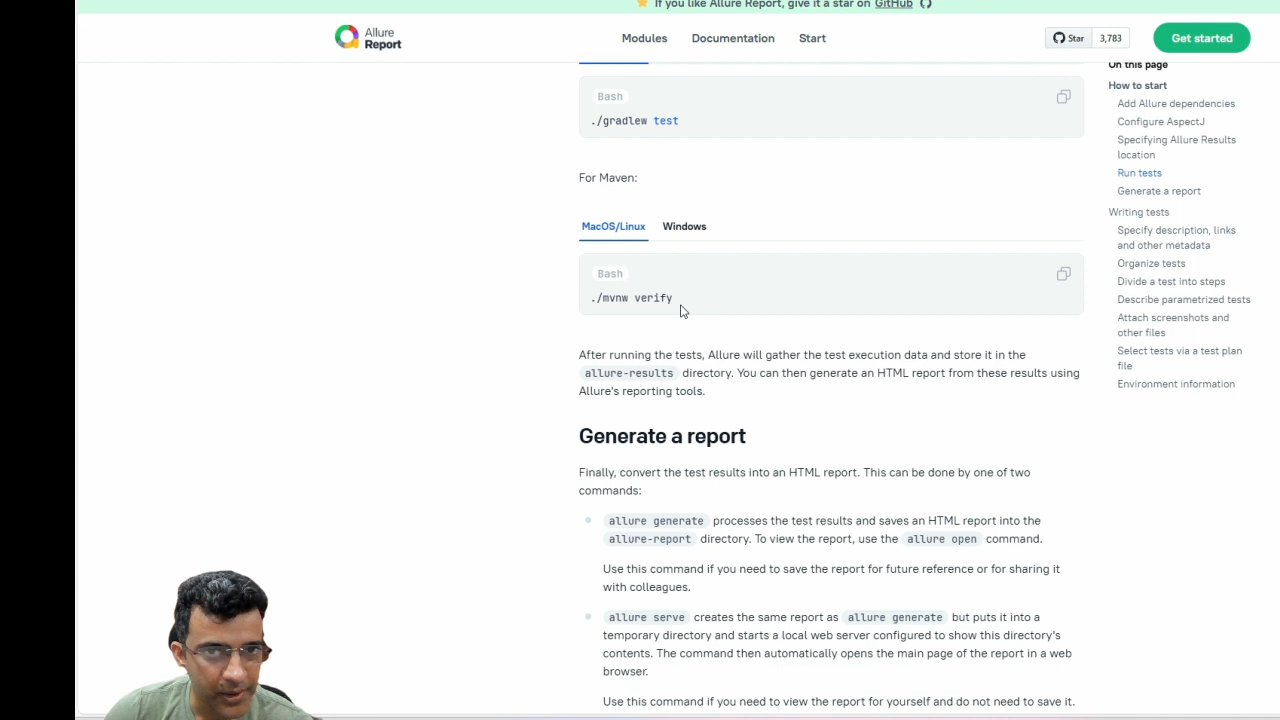 ⭐ If you like Allure Report, give it a star on GitHub
Allure
Report
Modules
Documentation
Start
Star
3,783
Get started
Bash
./gradlew test
For Maven:
MacOS/Linux
Windows
Bash
./mvnw verify
After running the tests, Allure will gather the test execution data and store it in the
allure-results directory. You can then generate an HTML report from these results using
Allure's reporting tools.
Generate a report
Finally, convert the test results into an HTML report. This can be done by one of two
commands:
allure generate processes the test results and saves an HTML report into the
allure-report directory. To view the report, use the allure open command.
Use this command if you need to save the report for future reference or for sharing it
with colleagues.
allure serve creates the same report as allure generate but puts it into a
temporary directory and starts a local web server configured to show this directory's
contents. The command then automatically opens the main page of the report in a web
browser.
Use this command if you need to view the report for yourself and do not need to save it.
On this page
How to start
Add Allure dependencies
Configure AspectJ
Specifying Allure Results
location
Run tests
Generate a report
Writing tests
Specify description, links
and other metadata
Organize tests
Divide a test into steps
Describe parametrized tests
Attach screenshots and
other files
Select tests via a test plan
file
Environment information